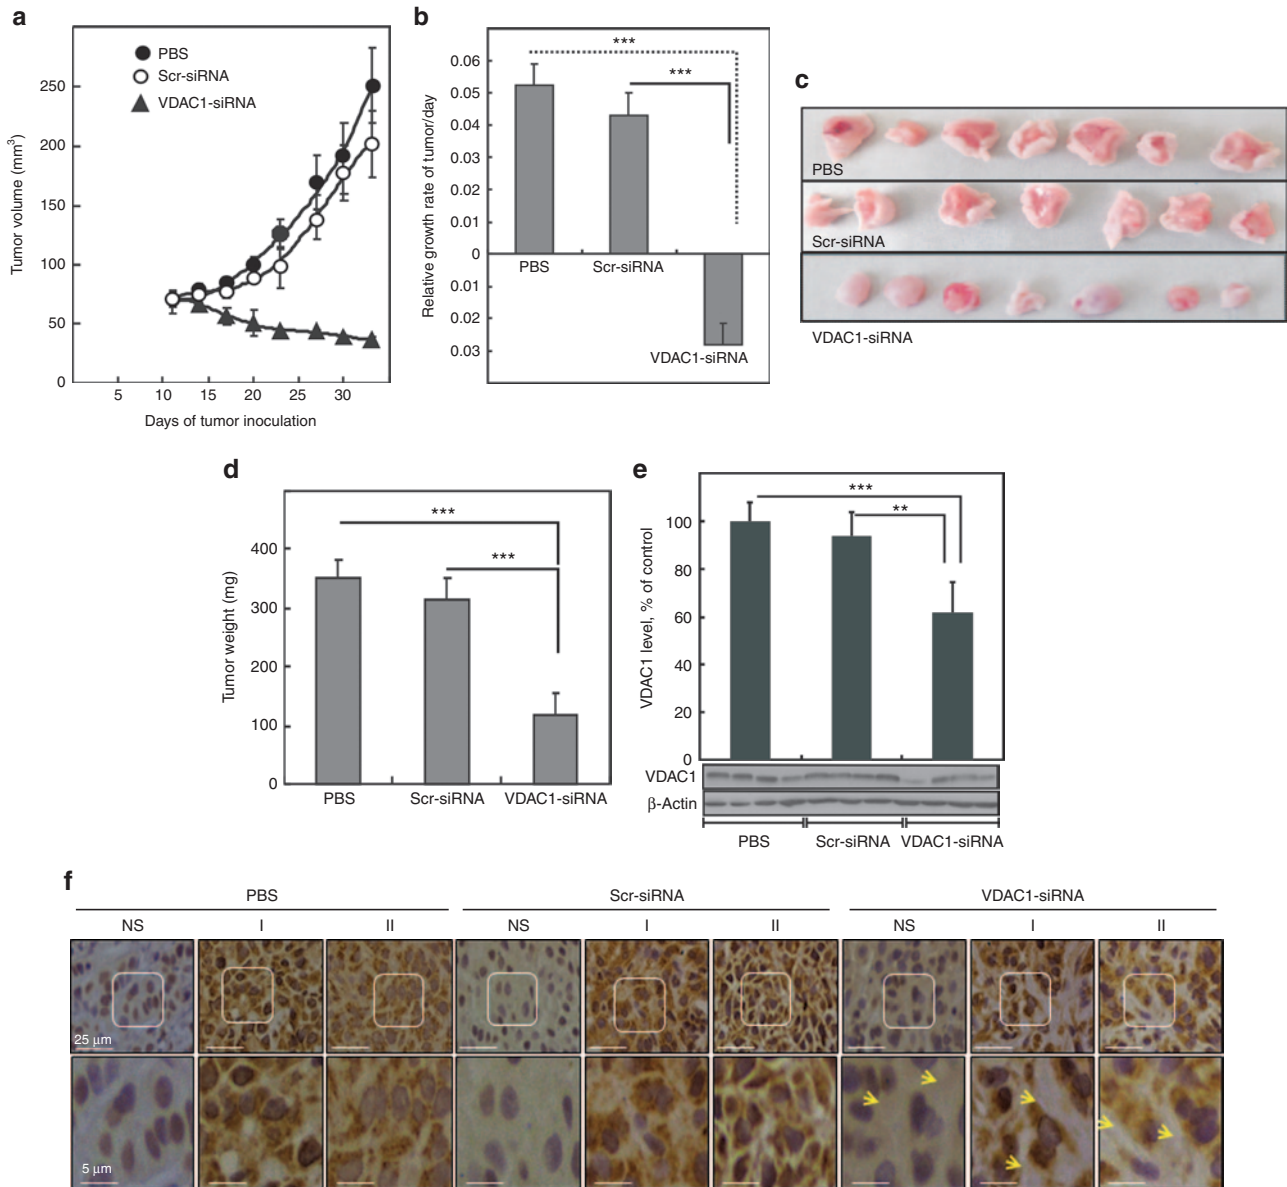 a
PBS
Scr-siRNA
VDAC1-siRNA
Tumor volume (mm³)
250
200
150
100
50
0
5 10 15 20 25 30
Days of tumor inoculation
b
***
***
Relative growth rate of tumor/day
0.06
0.05
0.04
0.03
0.02
0.01
0
0.01
0.02
0.03
PBS
Scr-siRNA
VDAC1-siRNA
c
PBS
Scr-siRNA
VDAC1-siRNA
d
***
***
Tumor weight (mg)
400
300
200
100
0
PBS Scr-siRNA VDAC1-siRNA
e
***
**
VDAC1 level, % of control
100
80
60
40
20
0
VDAC1
β-Actin
PBS Scr-siRNA VDAC1-siRNA
f
PBS Scr-siRNA VDAC1-siRNA
NS I II NS I II NS I II
25 μm
5 μm